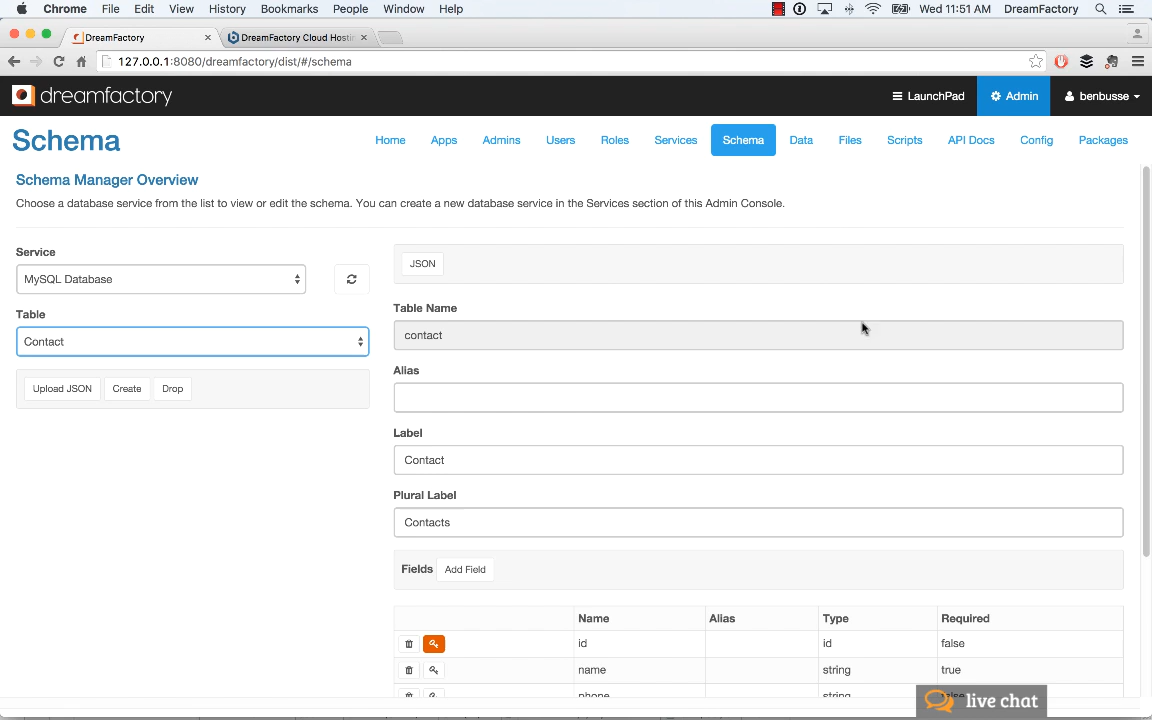 Chrome File Edit View History Bookmarks People Window Help Wed 11:51 AM DreamFactory
DreamFactory DreamFactory Cloud Hostin
127.0.0.1:8080/dreamfactory/dist/#/schema
dreamfactory LaunchPad Admin benbusse
Schema Home Apps Admins Users Roles Services Schema Data Files Scripts API Docs Config Packages
Schema Manager Overview
Choose a database service from the list to view or edit the schema. You can create a new database service in the Services section of this Admin Console.
Service
MySQL Database
Table
Contact
Upload JSON Create Drop
JSON
Table Name
contact
Alias
Label
Contact
Plural Label
Contacts
Fields Add Field
Name Alias Type Required
id id false
name string true
phone string false
live chat